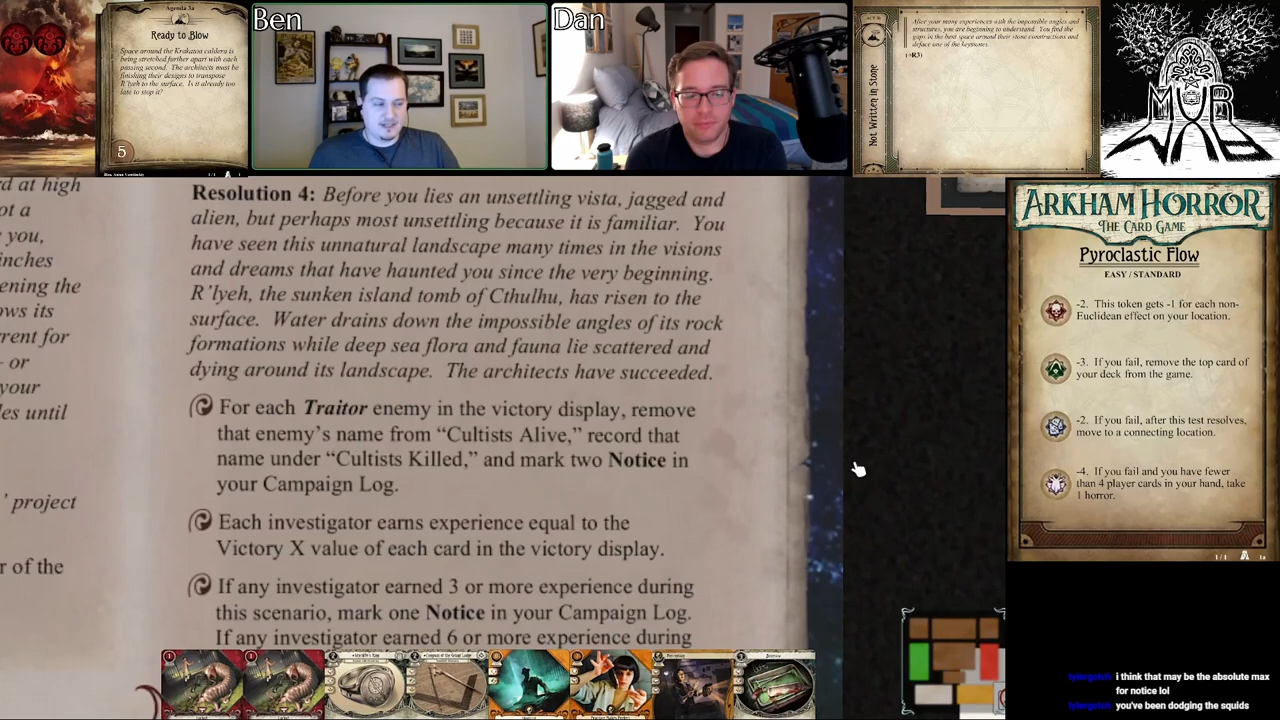 Agenda 3a
Ready to Blow
Space around the Krakatoa caldera is
being stretched further apart with each
passing second. The architects must be
finishing their designs to transpose
R'lyeh to the surface. Is it already too
late to stop it?
5
Ben
Dan
Not Written in Stone
After your many experiences with the impossible angles and
structures, you are beginning to understand. You find the
gaps in the bent space around their stone constructions and
deface one of the keystones.
(→R3)
rd at high
ot a
you,
inches
ening the
ows its
rent for
- or
your
les until
' project
r of the
Resolution 4: Before you lies an unsettling vista, jagged and
alien, but perhaps most unsettling because it is familiar. You
have seen this unnatural landscape many times in the visions
and dreams that have haunted you since the very beginning.
R'lyeh, the sunken island tomb of Cthulhu, has risen to the
surface. Water drains down the impossible angles of its rock
formations while deep sea flora and fauna lie scattered and
dying around its landscape. The architects have succeeded.
For each Traitor enemy in the victory display, remove
that enemy's name from “Cultists Alive,” record that
name under “Cultists Killed,” and mark two Notice in
your Campaign Log.
Each investigator earns experience equal to the
Victory X value of each card in the victory display.
If any investigator earned 3 or more experience during
this scenario, mark one Notice in your Campaign Log.
If any investigator earned 6 or more experience during
ARKHAM HORROR
THE CARD GAME
Pyroclastic Flow
EASY / STANDARD
-2. This token gets -1 for each non-
Euclidean effect on your location.
-3. If you fail, remove the top card of
your deck from the game.
-2. If you fail, after this test resolves,
move to a connecting location.
-4. If you fail and you have fewer
than 4 player cards in your hand, take
1 horror.
i think that may be the absolute max
for notice lol
you've been dodging the squids